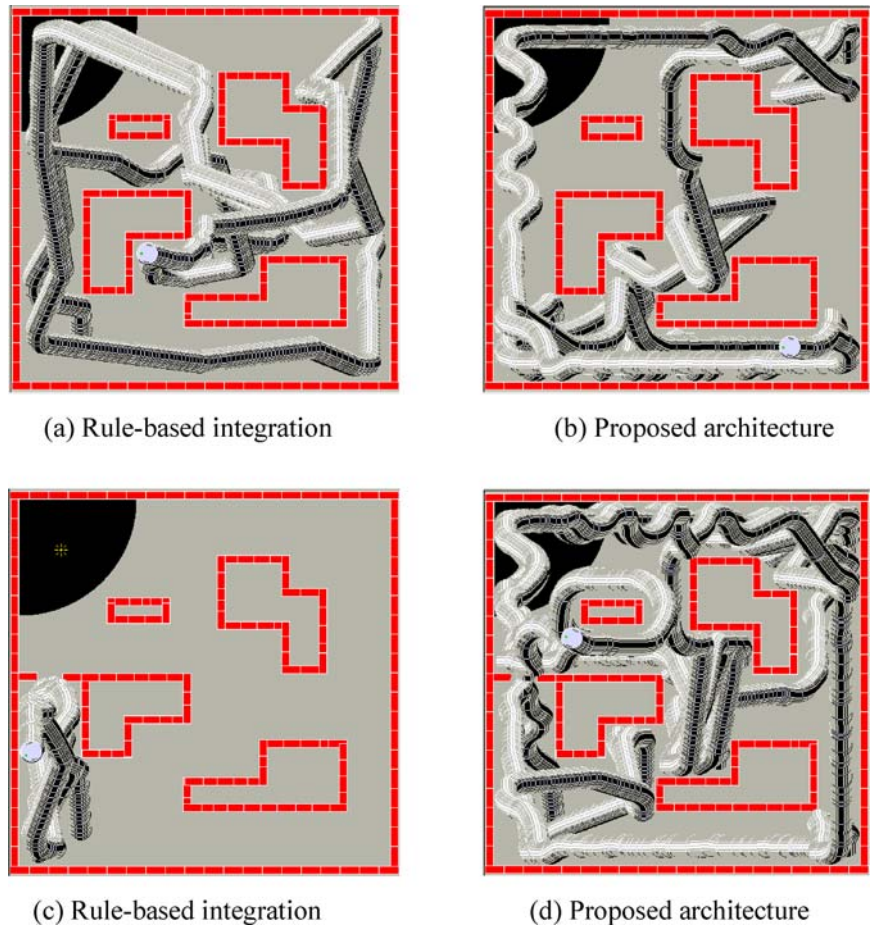 (a) Rule-based integration
(b) Proposed architecture
(c) Rule-based integration
(d) Proposed architecture